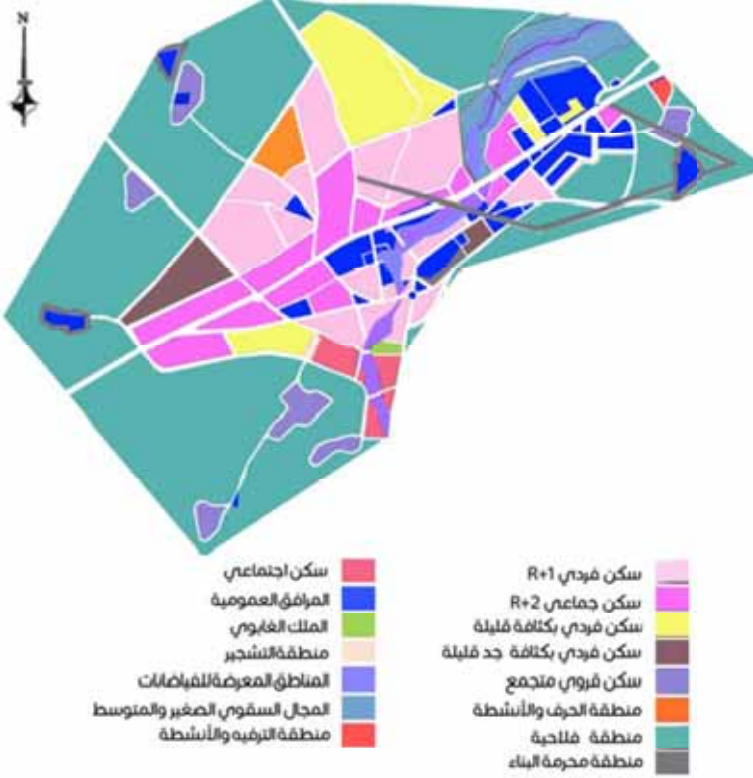 N
سكن فردي R+1
سكن جماعي R+2
سكن فردي بكثافة قليلة
سكن فردي بكثافة جد قليلة
سكن قروي متجمع
منطقة الحرف والأنشطة
منطقة فلاحية
منطقة محرمة البناء
سكن اجتماعي
المرافق العمومية
الملك الغابوي
منطقة التشجير
المناطق المعرضة للفياضانات
المجال السقوي الصغير والمتوسط
منطقة الترفيه والأنشطة